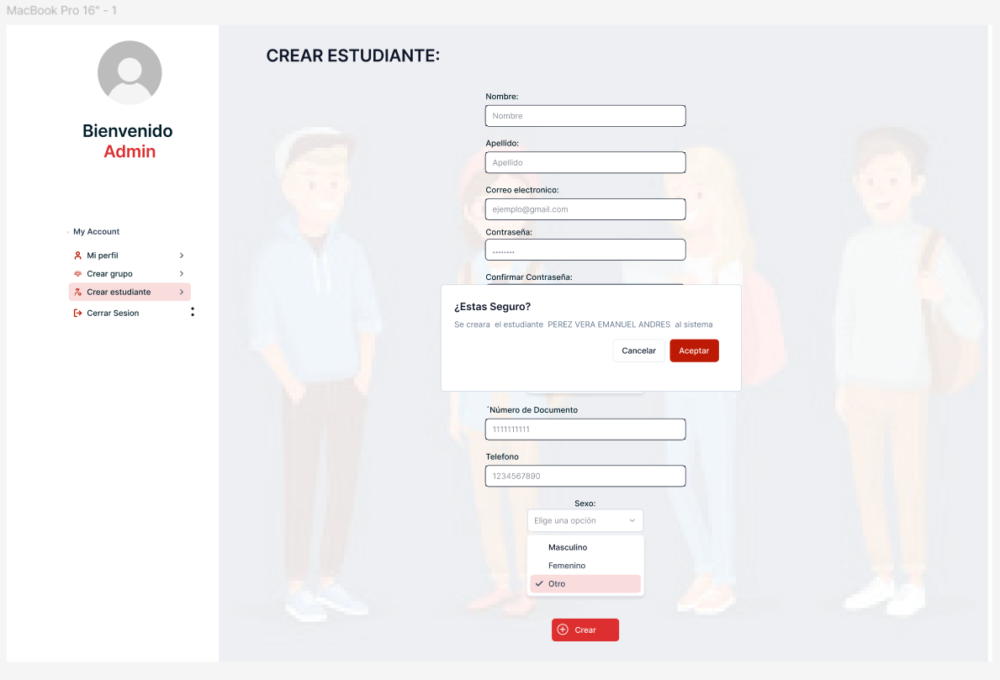 MacBook Pro 16" - 1
Bienvenido
Admin
My Account
Mi perfil
Crear grupo
Crear estudiante
Cerrar Sesion
CREAR ESTUDIANTE:
Nombre:
Nombre
Apellido:
Apellido
Correo electronico:
ejemplo@gmail.com
Contraseña:
........
Confirmar Contraseña:
¿Estas Seguro?
Se creara el estudiante PEREZ VERA EMANUEL ANDRES al sistema
Cancelar
Aceptar
´Número de Documento
1111111111
Telefono
1234567890
Sexo:
Elige una opción
Masculino
Femenino
Otro
Crear